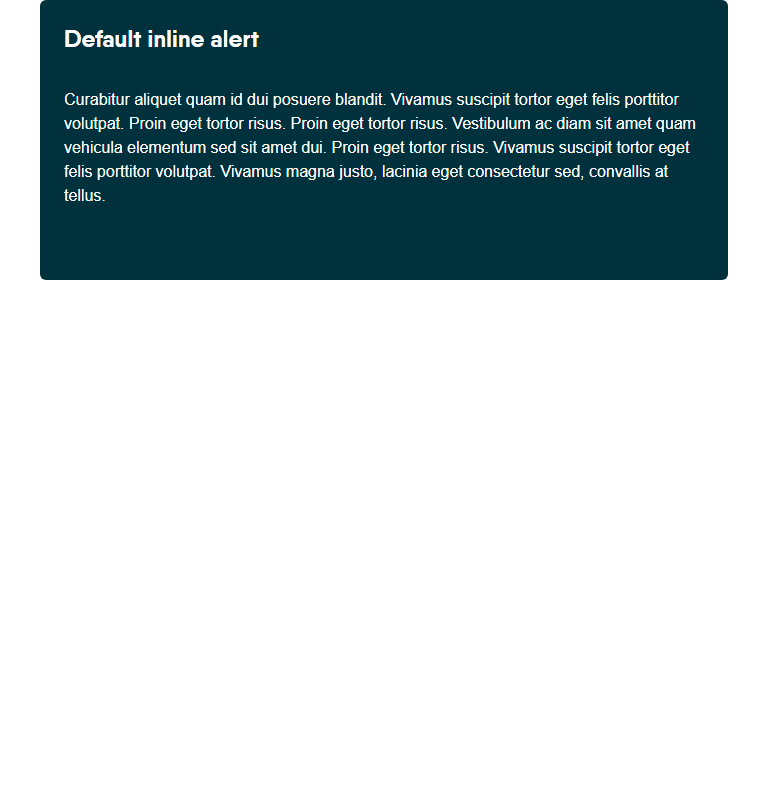 Default inline alert
Curabitur aliquet quam id dui posuere blandit. Vivamus suscipit tortor eget felis porttitor
volutpat. Proin eget tortor risus. Proin eget tortor risus. Vestibulum ac diam sit amet quam
vehicula elementum sed sit amet dui. Proin eget tortor risus. Vivamus suscipit tortor eget
felis porttitor volutpat. Vivamus magna justo, lacinia eget consectetur sed, convallis at
tellus.